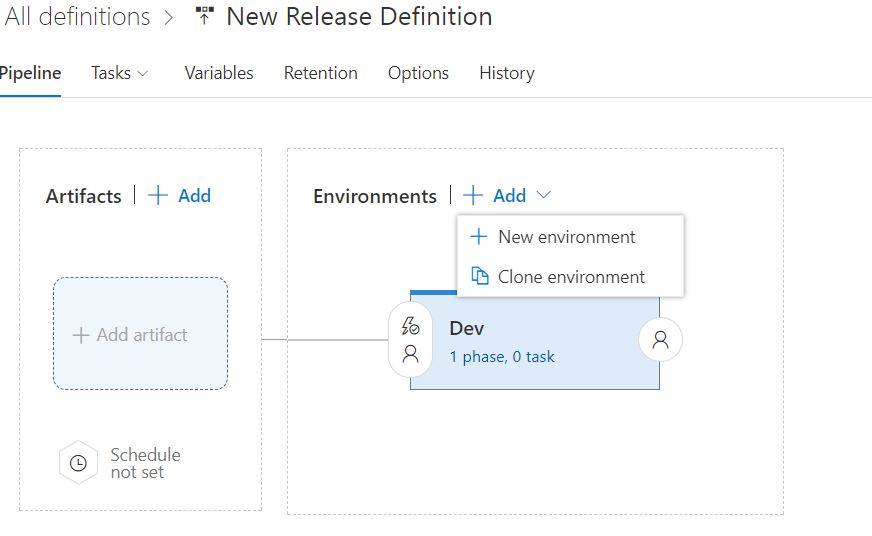 All definitions > New Release Definition
Pipeline Tasks Variables Retention Options History
Artifacts | + Add
Environments | + Add
+ New environment
Clone environment
+ Add artifact
Dev
1 phase, 0 task
Schedule
not set